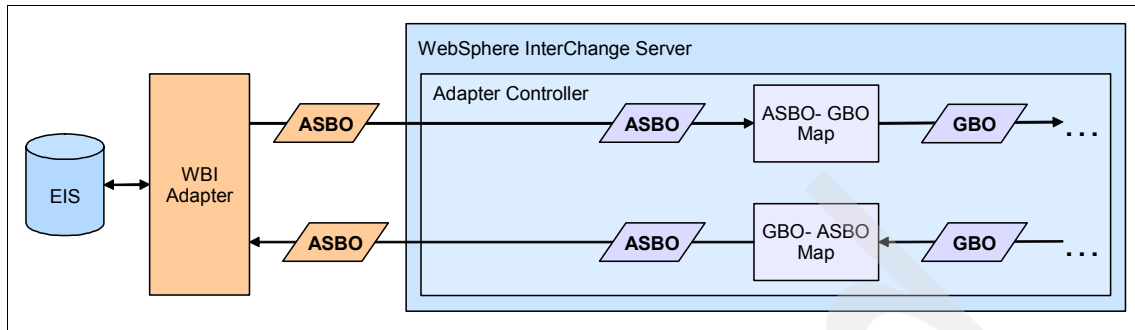 WebSphere InterChange Server
Adapter Controller
EIS
WBI
Adapter
ASBO
ASBO
ASBO- GBO
Map
GBO
. . .
ASBO
ASBO
GBO- ASBO
Map
GBO
. . .